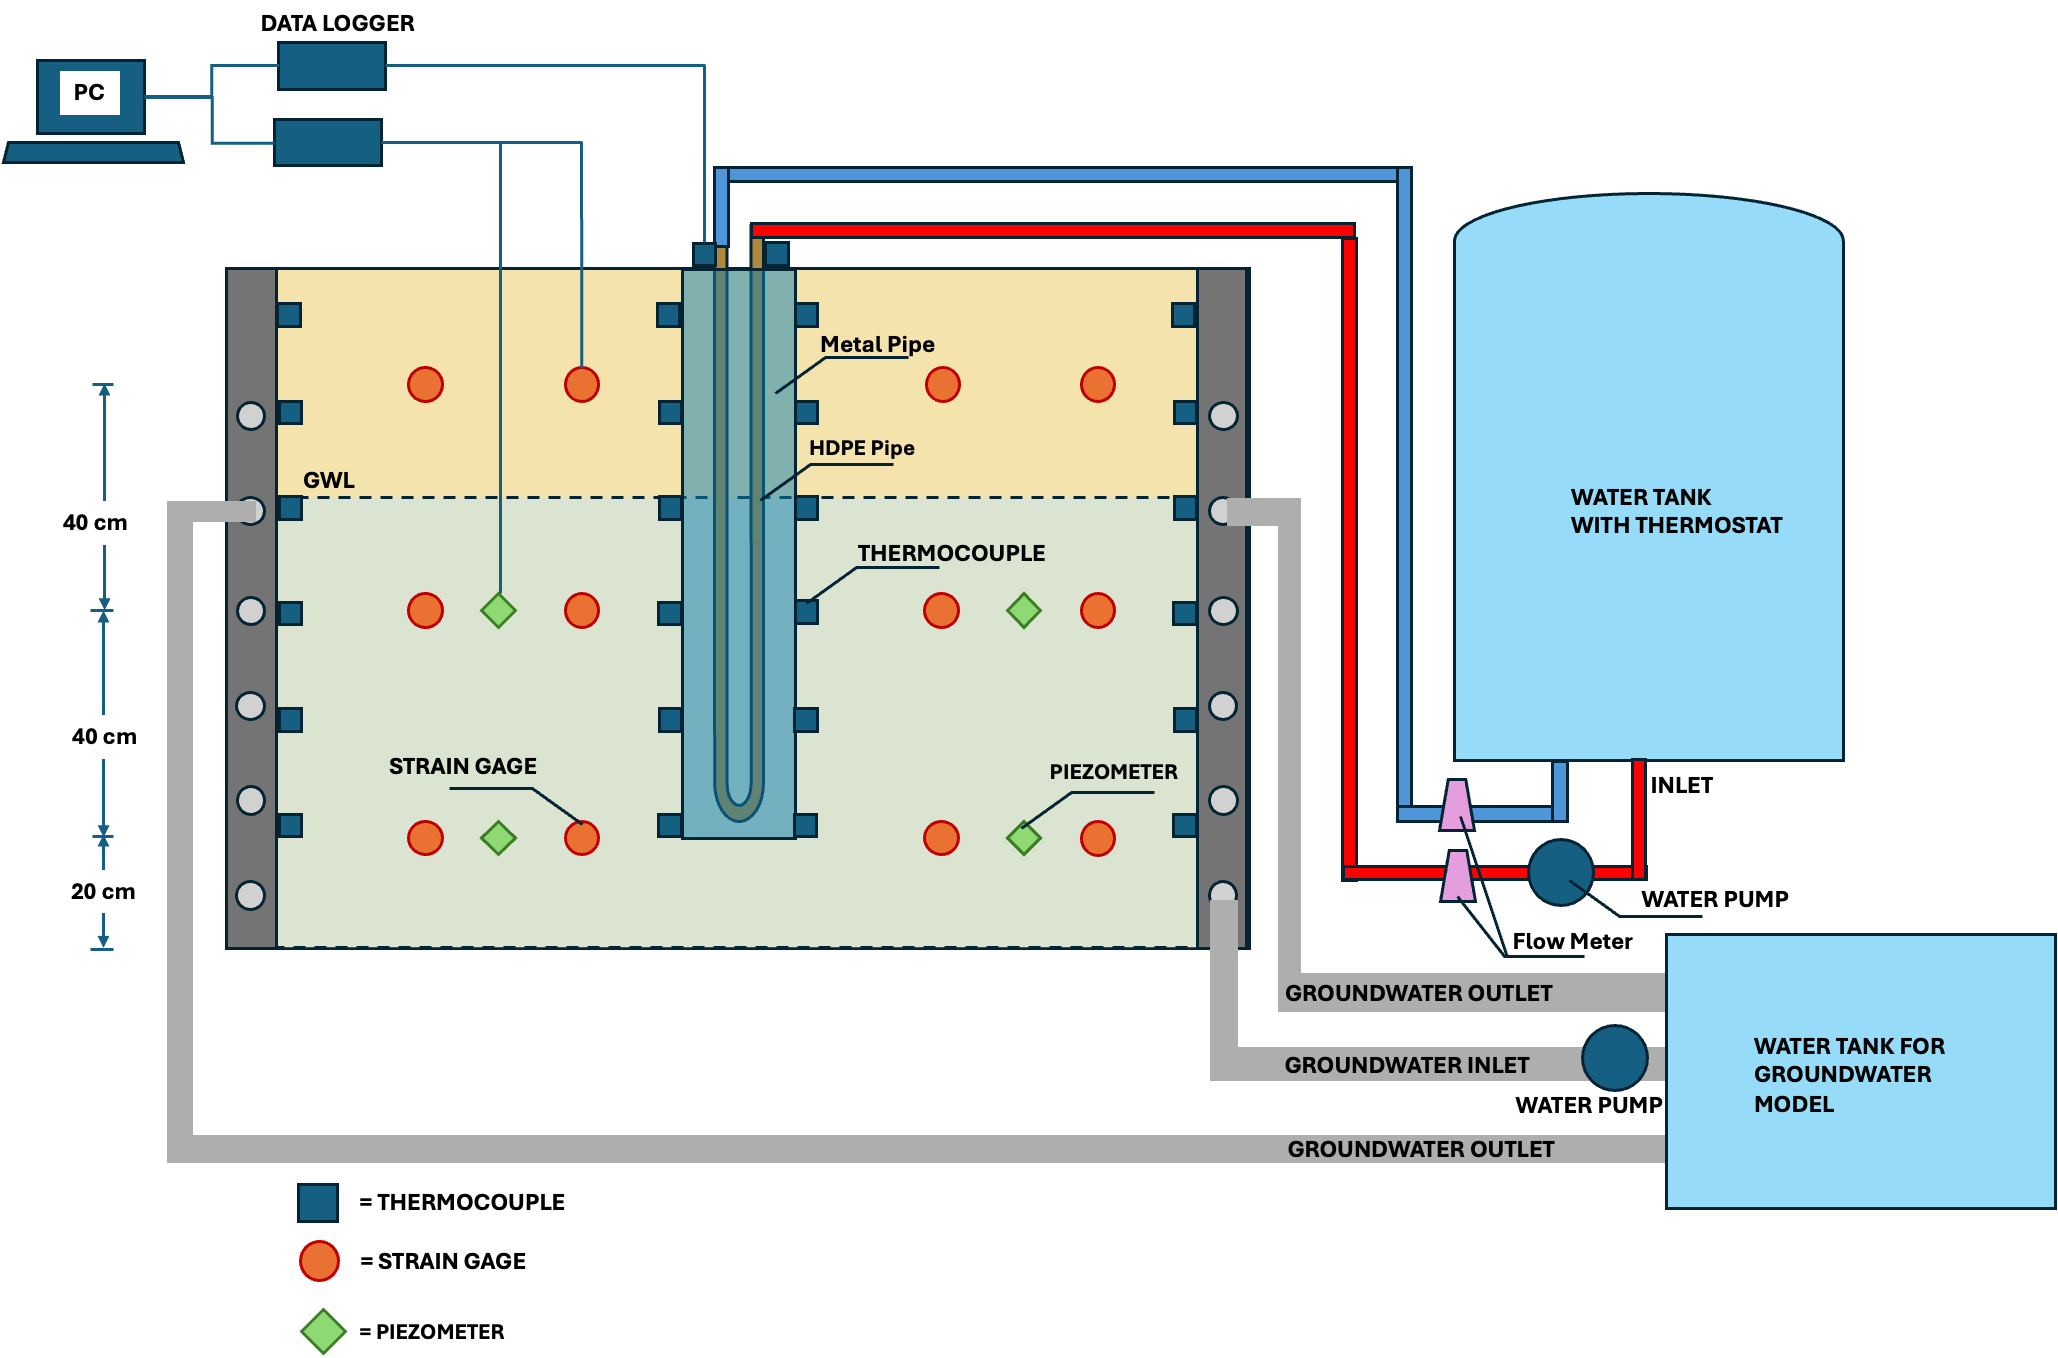 DATA LOGGER
PC
Metal Pipe
HDPE Pipe
GWL
THERMOCOUPLE
40 cm
40 cm
20 cm
STRAIN GAGE
PIEZOMETER
WATER TANK
WITH THERMOSTAT
INLET
WATER PUMP
Flow Meter
GROUNDWATER OUTLET
GROUNDWATER INLET
WATER PUMP
GROUNDWATER OUTLET
WATER TANK FOR
GROUNDWATER
MODEL
= THERMOCOUPLE
= STRAIN GAGE
= PIEZOMETER